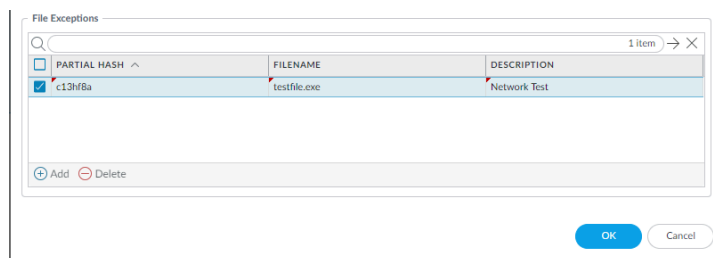 File Exceptions
1 item
PARTIAL HASH FILENAME DESCRIPTION
c13hf8a testfile.exe Network Test
Add Delete
OK Cancel